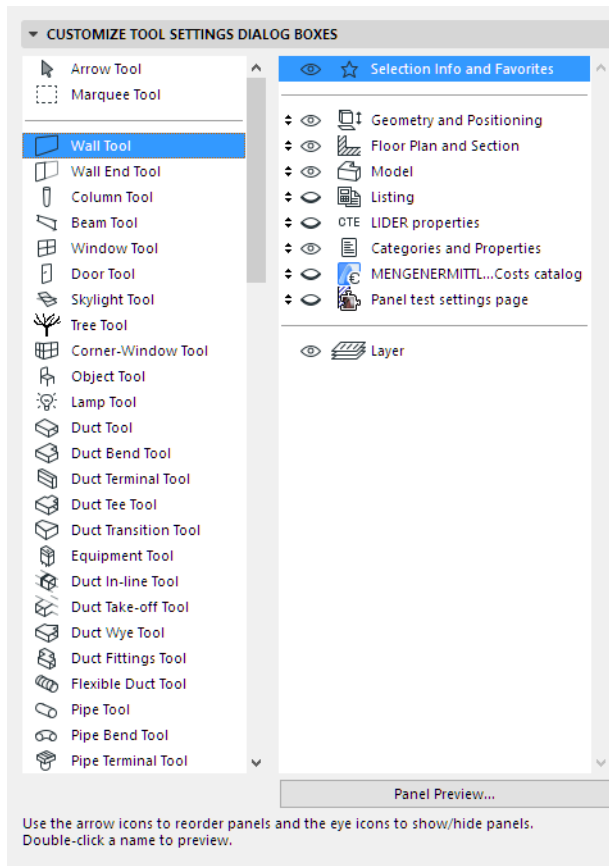 CUSTOMIZE TOOL SETTINGS DIALOG BOXES
Arrow Tool
Marquee Tool
Wall Tool
Wall End Tool
Column Tool
Beam Tool
Window Tool
Door Tool
Skylight Tool
Tree Tool
Corner-Window Tool
Object Tool
Lamp Tool
Duct Tool
Duct Bend Tool
Duct Terminal Tool
Duct Tee Tool
Duct Transition Tool
Equipment Tool
Duct In-line Tool
Duct Take-off Tool
Duct Wye Tool
Duct Fittings Tool
Flexible Duct Tool
Pipe Tool
Pipe Bend Tool
Pipe Terminal Tool
Selection Info and Favorites
Geometry and Positioning
Floor Plan and Section
Model
Listing
CTE LIDER properties
Categories and Properties
MENGENERMITTL...Costs catalog
Panel test settings page
Layer
Panel Preview...
Use the arrow icons to reorder panels and the eye icons to show/hide panels.
Double-click a name to preview.